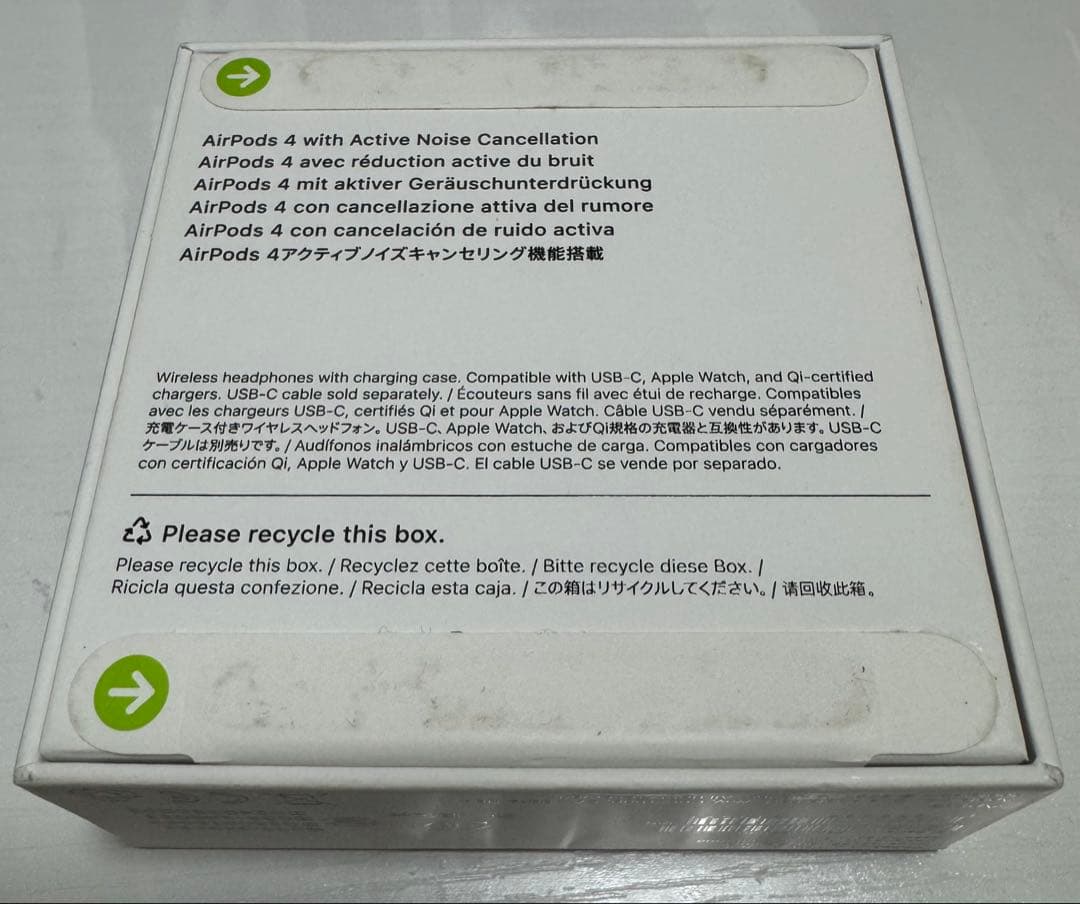 AirPods 4 with Active Noise Cancellation
AirPods 4 avec réduction active du bruit
AirPods 4 mit aktiver Geräuschunterdrückung
AirPods 4 con cancellazione attiva del rumore
AirPods 4 con cancelación de ruido activa
AirPods 4アクティブノイズキャンセリング機能搭載
Wireless headphones with charging case. Compatible with USB-C, Apple Watch, and Qi-certified
chargers. USB-C cable sold separately. / Écouteurs sans fil avec étui de recharge. Compatibles
avec les chargeurs USB-C, certifiés Qi et pour Apple Watch. Câble USB-C vendu séparément. /
充電ケース付きワイヤレスヘッドフォン。USB-C、Apple Watch、およびQi規格の充電器と互換性があります。USB-C
ケーブルは別売りです。/ Audífonos inalámbricos con estuche de carga. Compatibles con cargadores
con certificación Qi, Apple Watch y USB-C. El cable USB-C se vende por separado.
Please recycle this box.
Please recycle this box. / Recyclez cette boîte. / Bitte recycle diese Box. /
Ricicla questa confezione. / Recicla esta caja. / この箱はリサイクルしてください。/ 请回收此箱。